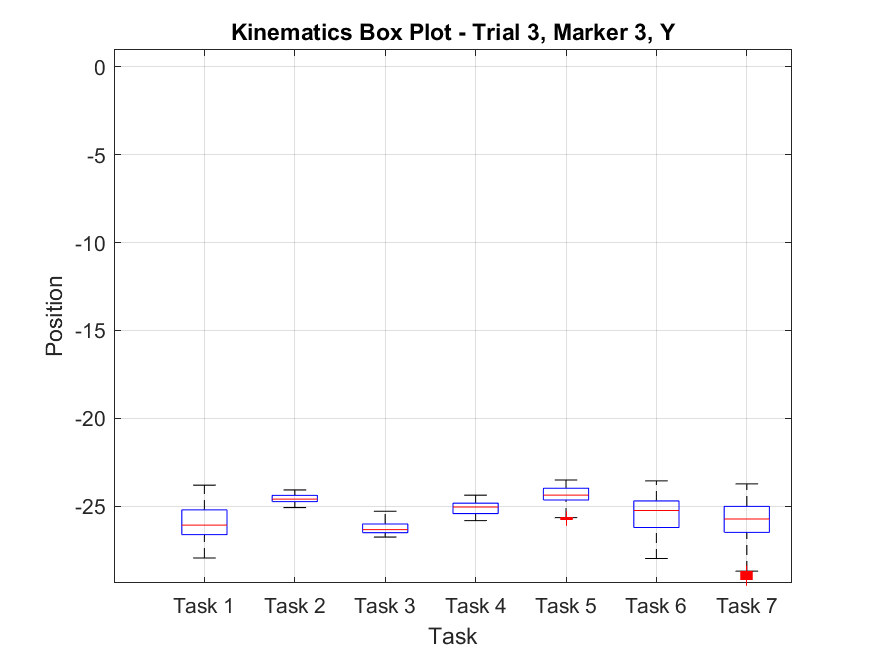 Kinematics Box Plot - Trial 3, Marker 3, Y
0
-5
-10
-15
-20
-25
Position
Task 1 Task 2 Task 3 Task 4 Task 5 Task 6 Task 7
Task